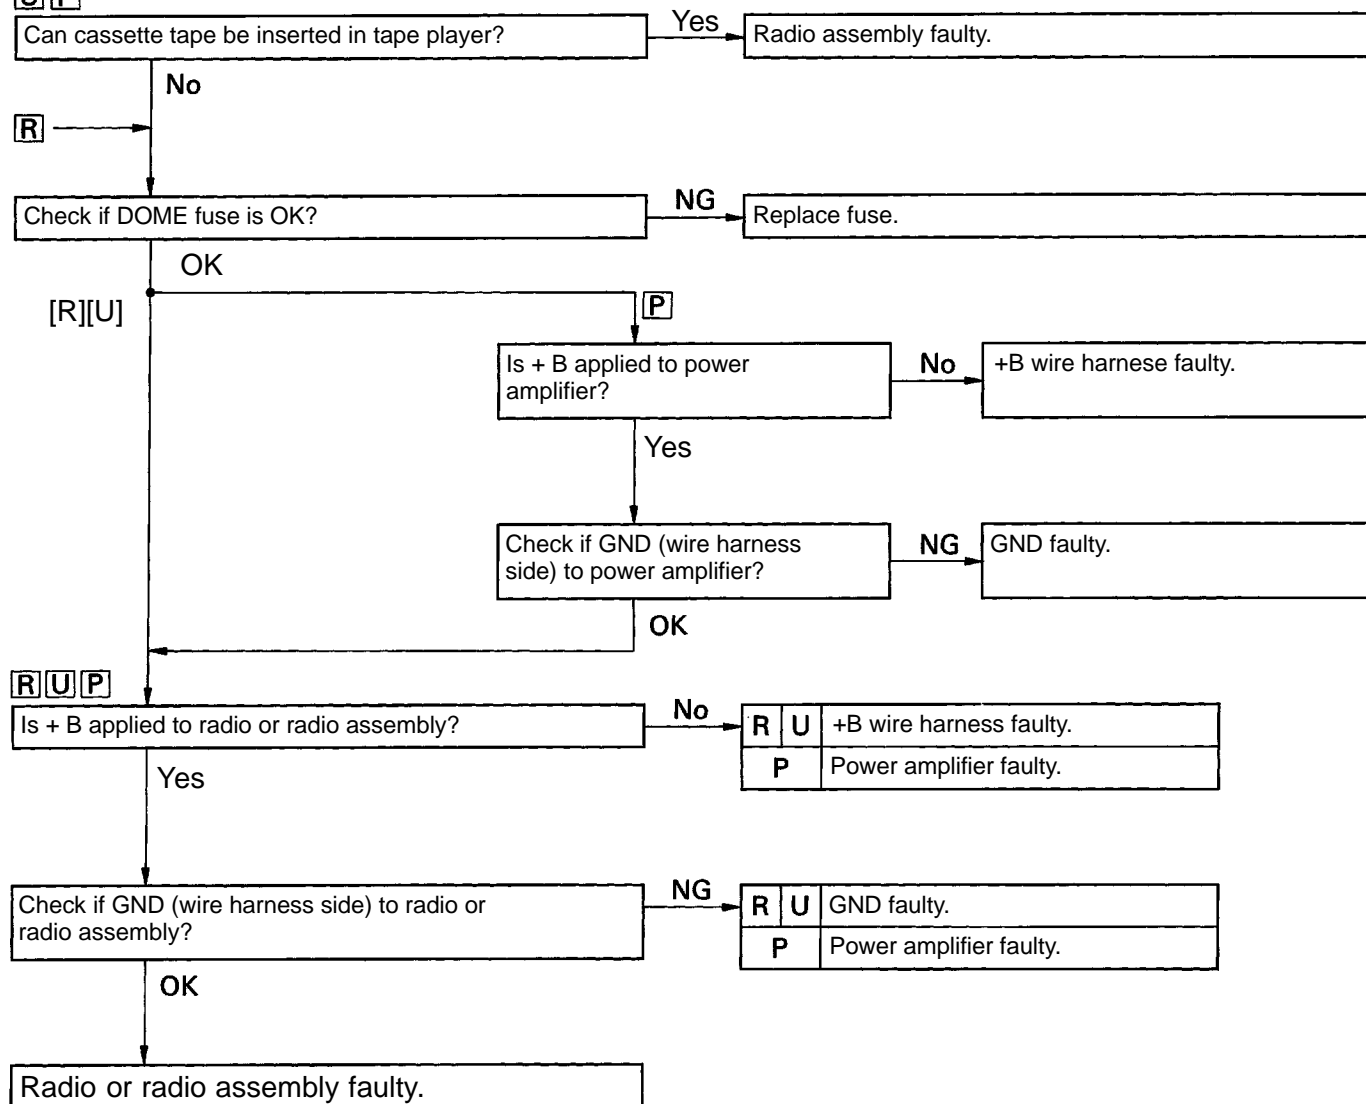 Can cassette tape be inserted in tape player?
Yes
Radio assembly faulty.
No
R
Check if DOME fuse is OK?
NG
Replace fuse.
OK
[R][U]
P
Is + B applied to power
amplifier?
No
+B wire harnese faulty.
Yes
Check if GND (wire harness
side) to power amplifier?
NG
GND faulty.
OK
R U P
Is + B applied to radio or radio assembly?
No
R U +B wire harness faulty.
P Power amplifier faulty.
Yes
Check if GND (wire harness side) to radio or
radio assembly?
NG
R U GND faulty.
P Power amplifier faulty.
OK
Radio or radio assembly faulty.